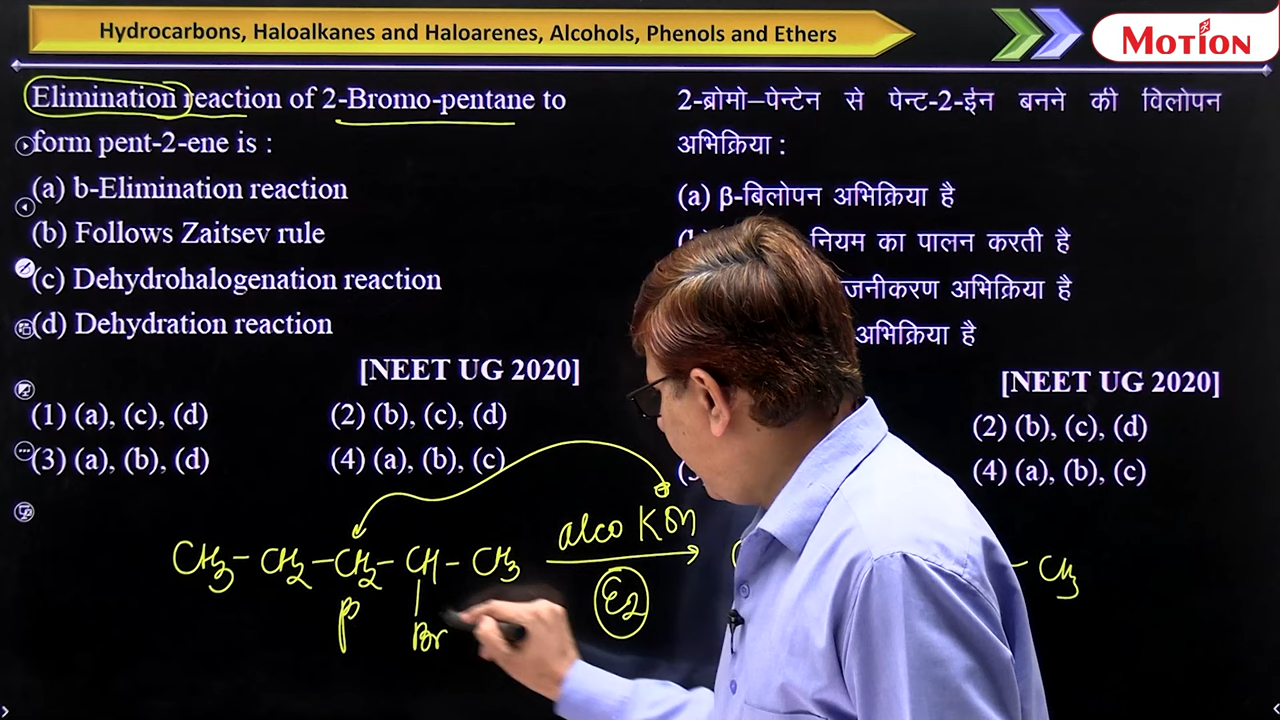 Hydrocarbons, Haloalkanes and Haloarenes, Alcohols, Phenols and Ethers
MOTION
Elimination reaction of 2-Bromo-pentane to
form pent-2-ene is :
(a) b-Elimination reaction
(b) Follows Zaitsev rule
(c) Dehydrohalogenation reaction
(d) Dehydration reaction
[NEET UG 2020]
(1) (a), (c), (d) (2) (b), (c), (d)
(3) (a), (b), (d) (4) (a), (b), (c)
2-ब्रोमो–पेन्टेन से पेन्ट-2-ईन बनने की विलोपन
अभिक्रिया :
(a) β-बिलोपन अभिक्रिया है
नियम का पालन करती है
जनीकरण अभिक्रिया है
अभिक्रिया है
[NEET UG 2020]
(2) (b), (c), (d)
(4) (a), (b), (c)
alco KOH
CH3 – CH2 – CH2 – CH – CH3
E2
β
Br
– CH3